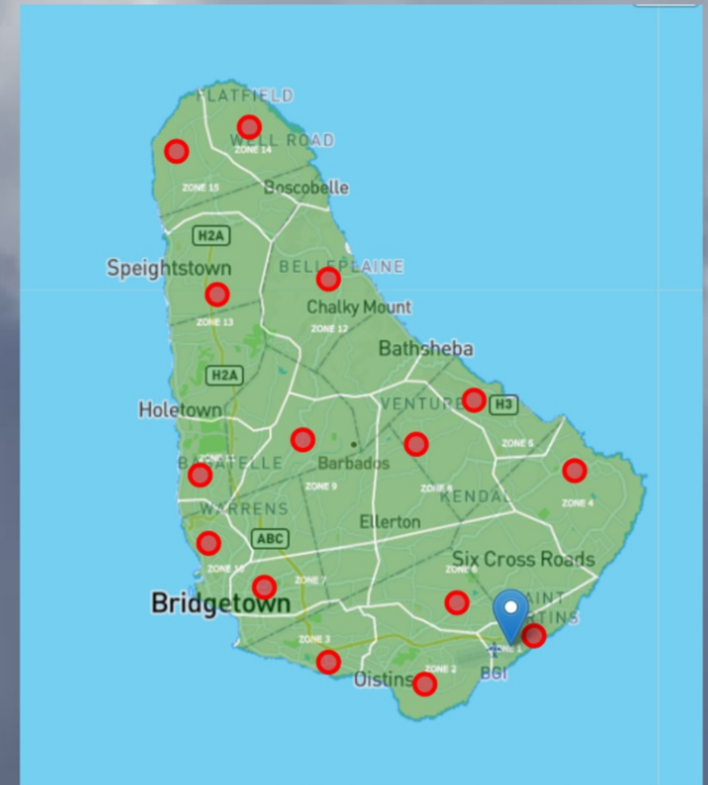 FLATFIELD
WELL ROAD
ZONE 14
ZONE 15
Boscobelle
H2A
Speightstown
BELLEPLAINE
Chalky Mount
ZONE 13
ZONE 12
Bathsheba
H2A
Holetown
VENTURE
H3
ZONE 5
BAGATELLE
Barbados
ZONE 9
KENDAL
ZONE 4
WARRENS
Ellerton
ABC
Six Cross Roads
ZONE 7
Bridgetown
ZONE 3
ZONE 2
Oistins
BGI